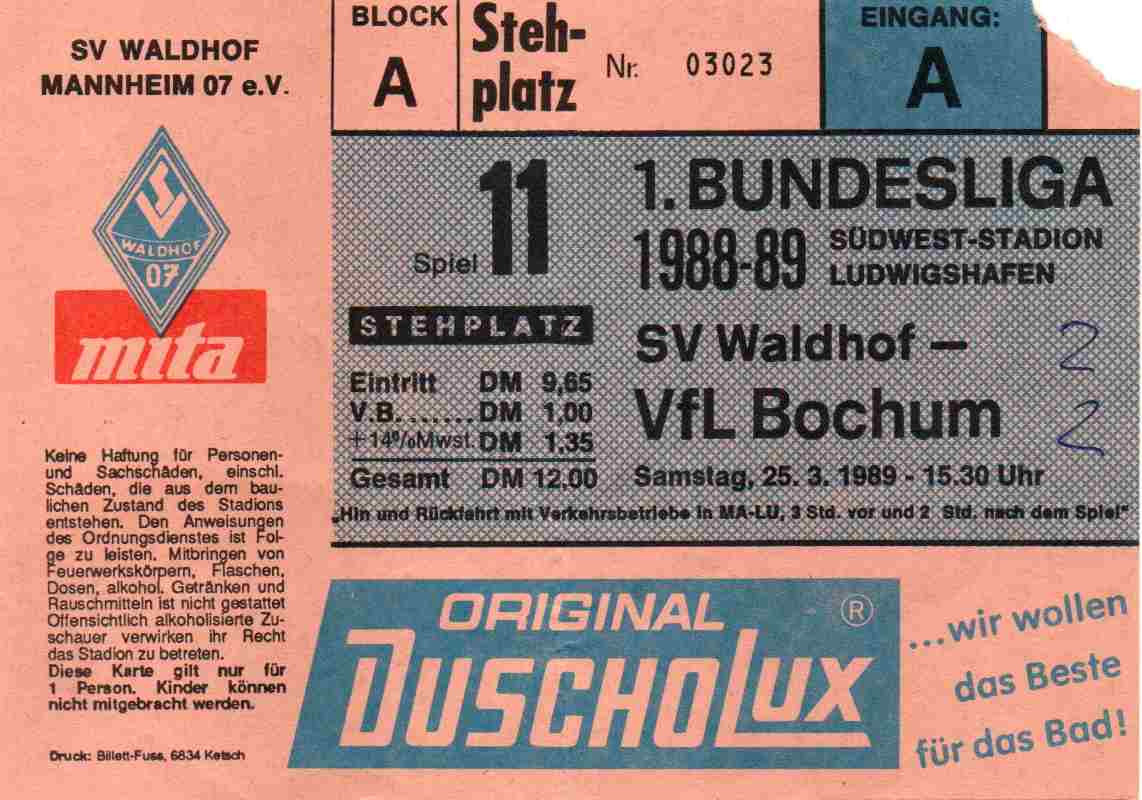 SV WALDHOF
MANNHEIM 07 e.V.
SV
WALDHOF
07
mita
Keine Haftung für Personen-
und Sachschäden, einschl.
Schäden, die aus dem bau-
lichen Zustand des Stadions
entstehen. Den Anweisungen
des Ordnungsdienstes ist Fol-
ge zu leisten. Mitbringen von
Feuerwerkskörpern, Flaschen,
Dosen, alkohol. Getränken und
Rauschmitteln ist nicht gestattet
Offensichtlich alkoholisierte Zu-
schauer verwirken ihr Recht
das Stadion zu betreten.
Diese Karte gilt nur für
1 Person. Kinder können
nicht mitgebracht werden.
Druck: Billett-Fuss, 6834 Ketsch
BLOCK
A
Steh-
platz
Nr. 03023
EINGANG:
A
Spiel 11
STEHPLATZ
Eintritt DM 9,65
V.B....... DM 1,00
+14%Mwst. DM 1,35
Gesamt DM 12.00
1. BUNDESLIGA
1988-89 SÜDWEST-STADION
LUDWIGSHAFEN
SV Waldhof – 2
VfL Bochum 2
Samstag, 25. 3. 1989 - 15.30 Uhr
„Hin und Rückfahrt mit Verkehrsbetriebe in MA-LU, 3 Std. vor und 2 Std. nach dem Spiel"
ORIGINAL ®
DUSCHOLUX
...wir wollen
das Beste
für das Bad!